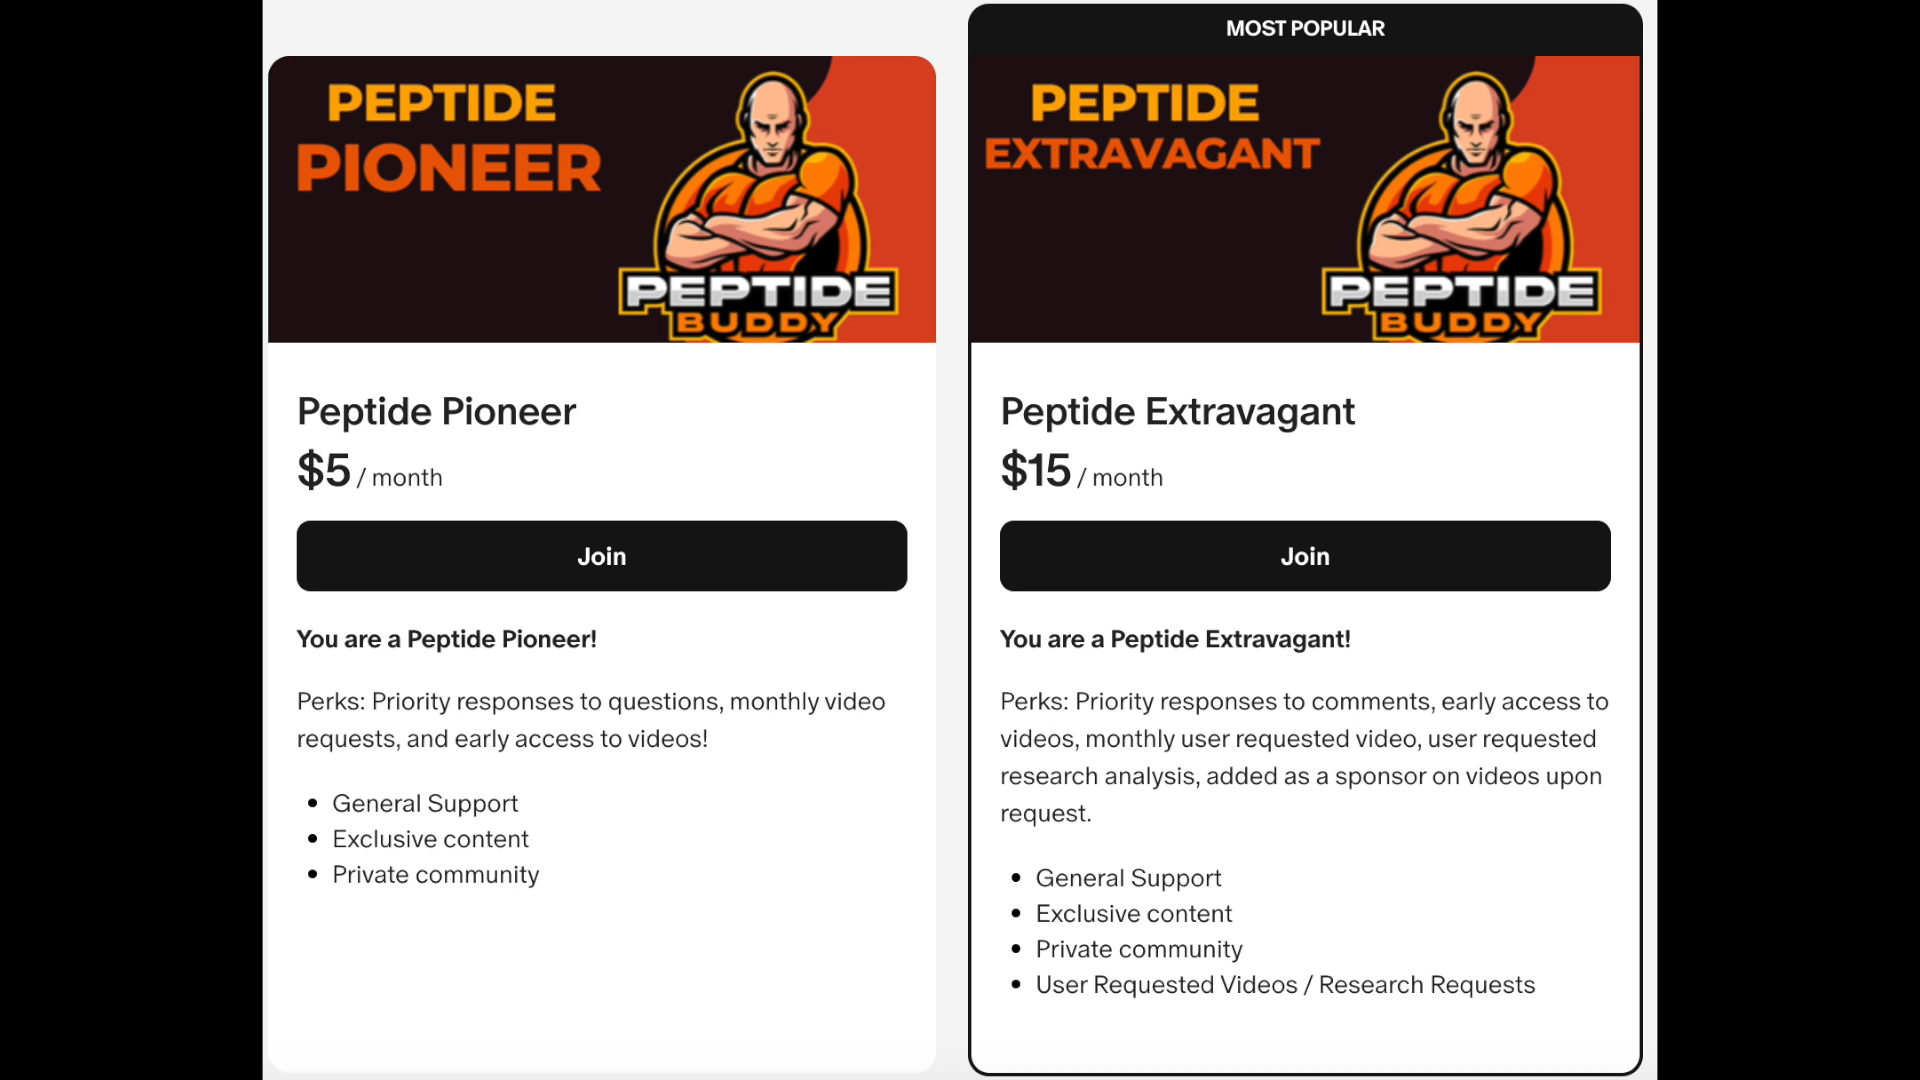 PEPTIDE
PIONEER
PEPTIDE
BUDDY
Peptide Pioneer
$5 / month
Join
You are a Peptide Pioneer!
Perks: Priority responses to questions, monthly video
requests, and early access to videos!
• General Support
• Exclusive content
• Private community
MOST POPULAR
PEPTIDE
EXTRAVAGANT
PEPTIDE
BUDDY
Peptide Extravagant
$15 / month
Join
You are a Peptide Extravagant!
Perks: Priority responses to comments, early access to
videos, monthly user requested video, user requested
research analysis, added as a sponsor on videos upon
request.
• General Support
• Exclusive content
• Private community
• User Requested Videos / Research Requests